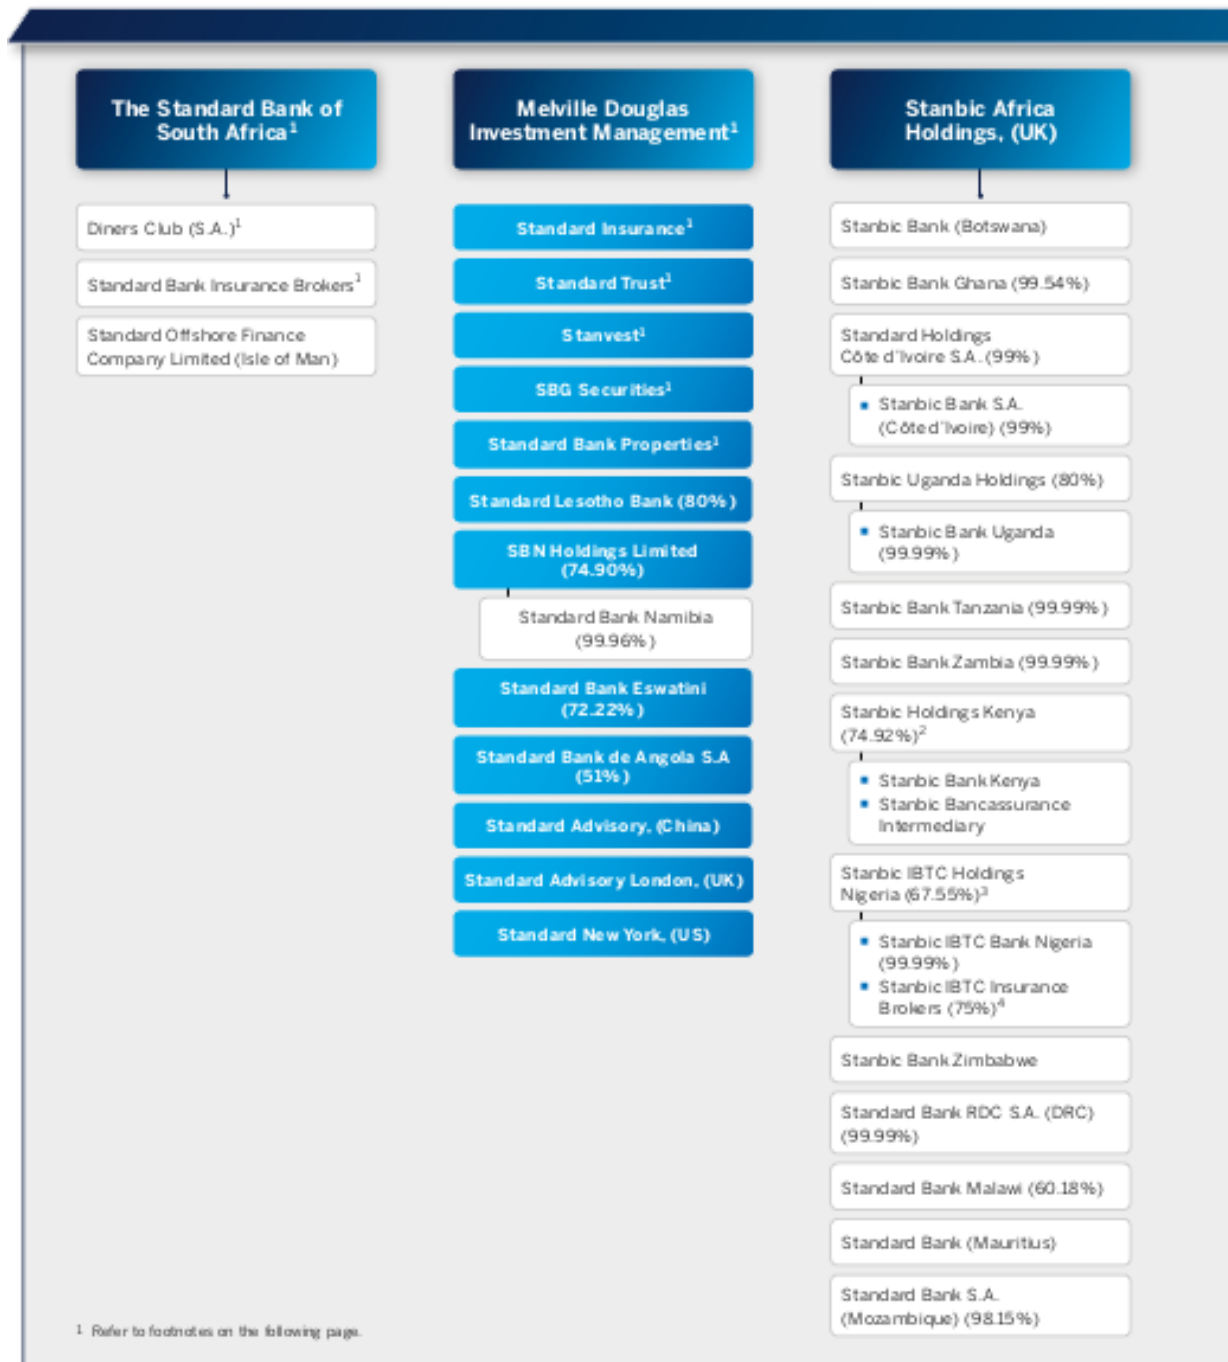 The Standard Bank of
South Africa¹
Diners Club (S.A.)¹
Standard Bank Insurance Brokers¹
Standard Offshore Finance
Company Limited (Isle of Man)
Melville Douglas
Investment Management¹
Standard Insurance¹
Standard Trust¹
Stanvest¹
SBG Securities¹
Standard Bank Properties¹
Standard Lesotho Bank (80%)
SBN Holdings Limited
(74.90%)
Standard Bank Namibia
(99.96%)
Standard Bank Eswatini
(72.22%)
Standard Bank de Angola S.A
(51%)
Standard Advisory, (China)
Standard Advisory London, (UK)
Standard New York, (US)
Stanbic Africa
Holdings, (UK)
Stanbic Bank (Botswana)
Stanbic Bank Ghana (99.54%)
Standard Holdings
Côte d'Ivoire S.A. (99%)
▪ Stanbic Bank S.A.
(Côte d'Ivoire) (99%)
Stanbic Uganda Holdings (80%)
▪ Stanbic Bank Uganda
(99.99%)
Stanbic Bank Tanzania (99.99%)
Stanbic Bank Zambia (99.99%)
Stanbic Holdings Kenya
(74.92%)²
▪ Stanbic Bank Kenya
▪ Stanbic Bancassurance
Intermediary
Stanbic IBTC Holdings
Nigeria (67.55%)³
▪ Stanbic IBTC Bank Nigeria
(99.99%)
▪ Stanbic IBTC Insurance
Brokers (75%)⁴
Stanbic Bank Zimbabwe
Standard Bank RDC S.A. (DRC)
(99.99%)
Standard Bank Malawi (60.18%)
Standard Bank (Mauritius)
Standard Bank S.A.
(Mozambique) (98.15%)
¹ Refer to footnotes on the following page.